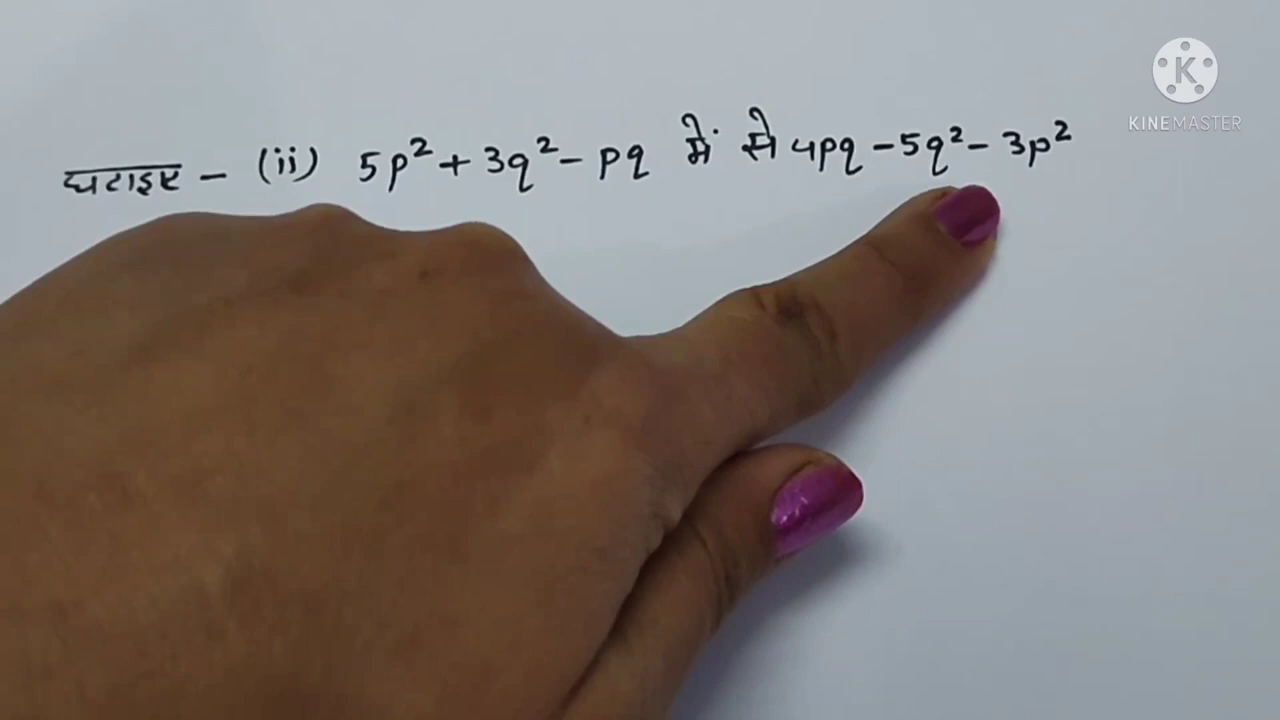 घटाइए - (ii) 5p² + 3q² - pq में से 4pq - 5q² - 3p²
KINEMASTER